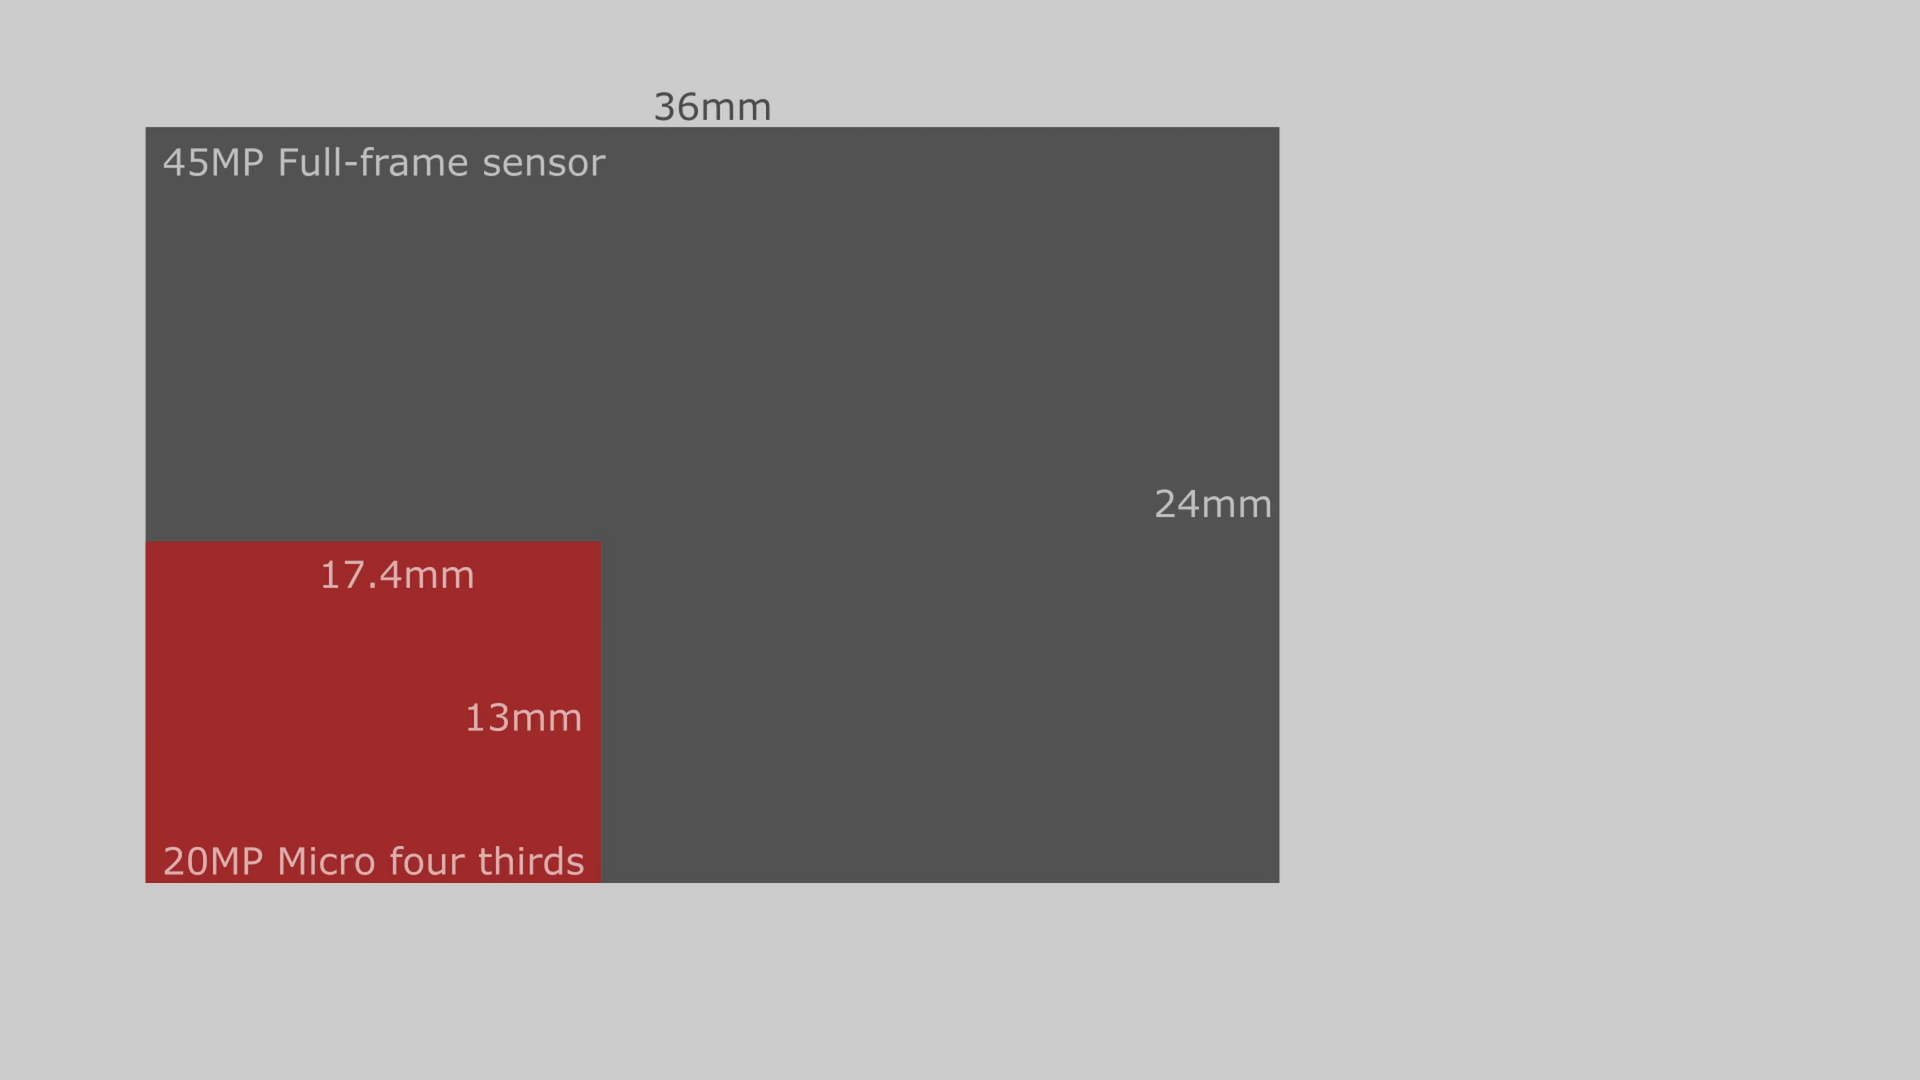 36mm
45MP Full-frame sensor
24mm
17.4mm
13mm
20MP Micro four thirds